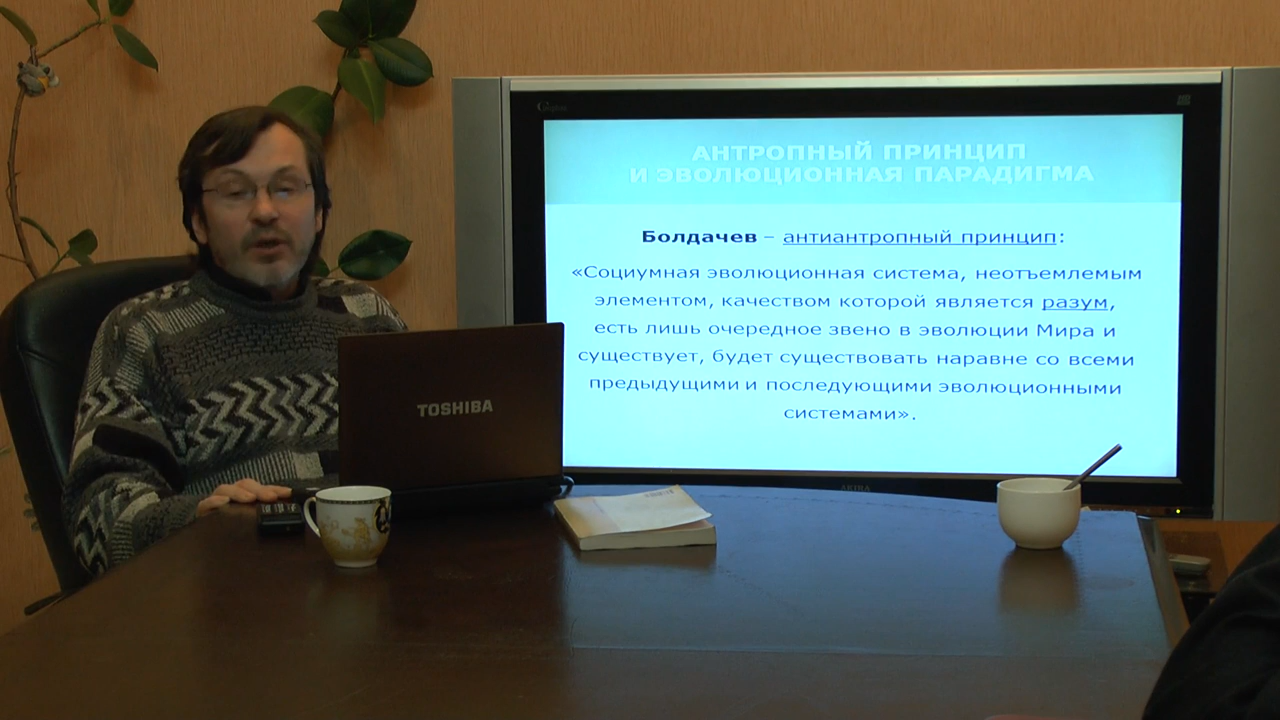 АНТРОПНЫЙ ПРИНЦИП
И ЭВОЛЮЦИОННАЯ ПАРАДИГМА
Болдачев – антиантропный принцип:
«Социумная эволюционная система, неотъемлемым
элементом, качеством которой является разум,
есть лишь очередное звено в эволюции Мира и
существует, будет существовать наравне со всеми
предыдущими и последующими эволюционными
системами».
TOSHIBA
AKIRA